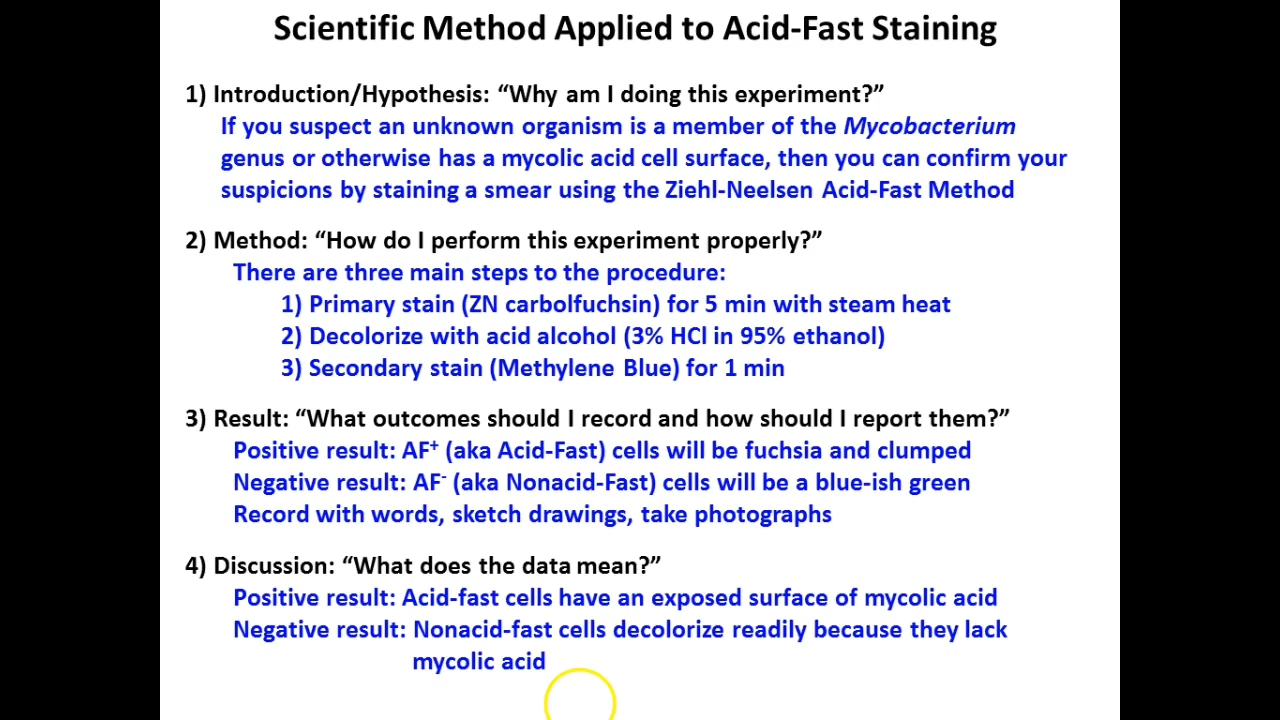 Scientific Method Applied to Acid-Fast Staining
1) Introduction/Hypothesis: “Why am I doing this experiment?”
If you suspect an unknown organism is a member of the Mycobacterium
genus or otherwise has a mycolic acid cell surface, then you can confirm your
suspicions by staining a smear using the Ziehl-Neelsen Acid-Fast Method
2) Method: “How do I perform this experiment properly?”
There are three main steps to the procedure:
1) Primary stain (ZN carbolfuchsin) for 5 min with steam heat
2) Decolorize with acid alcohol (3% HCl in 95% ethanol)
3) Secondary stain (Methylene Blue) for 1 min
3) Result: “What outcomes should I record and how should I report them?”
Positive result: AF⁺ (aka Acid-Fast) cells will be fuchsia and clumped
Negative result: AF⁻ (aka Nonacid-Fast) cells will be a blue-ish green
Record with words, sketch drawings, take photographs
4) Discussion: “What does the data mean?”
Positive result: Acid-fast cells have an exposed surface of mycolic acid
Negative result: Nonacid-fast cells decolorize readily because they lack
mycolic acid